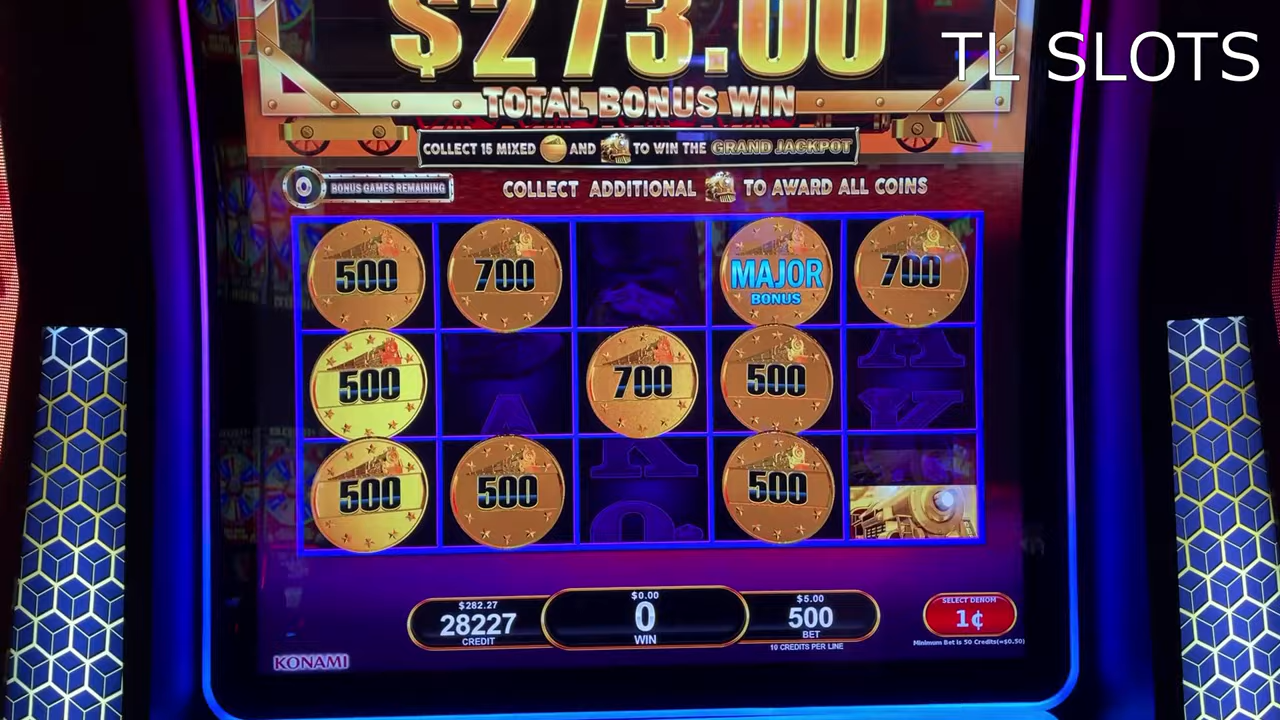 $273.00
TL SLOTS
TOTAL BONUS WIN
COLLECT 15 MIXED AND TO WIN THE GRAND JACKPOT
0 BONUS GAMES REMAINING
COLLECT ADDITIONAL TO AWARD ALL COINS
500 700 MAJOR BONUS 700
500 700 500 A K
A
500 500 K Q 500
$282.27
28227
CREDIT
$0.00
0
WIN
$5.00
500
BET
10 CREDITS PER LINE
SELECT DENOM
1¢
Minimum Bet is 50 Credits(=$0.50)
KONAMI